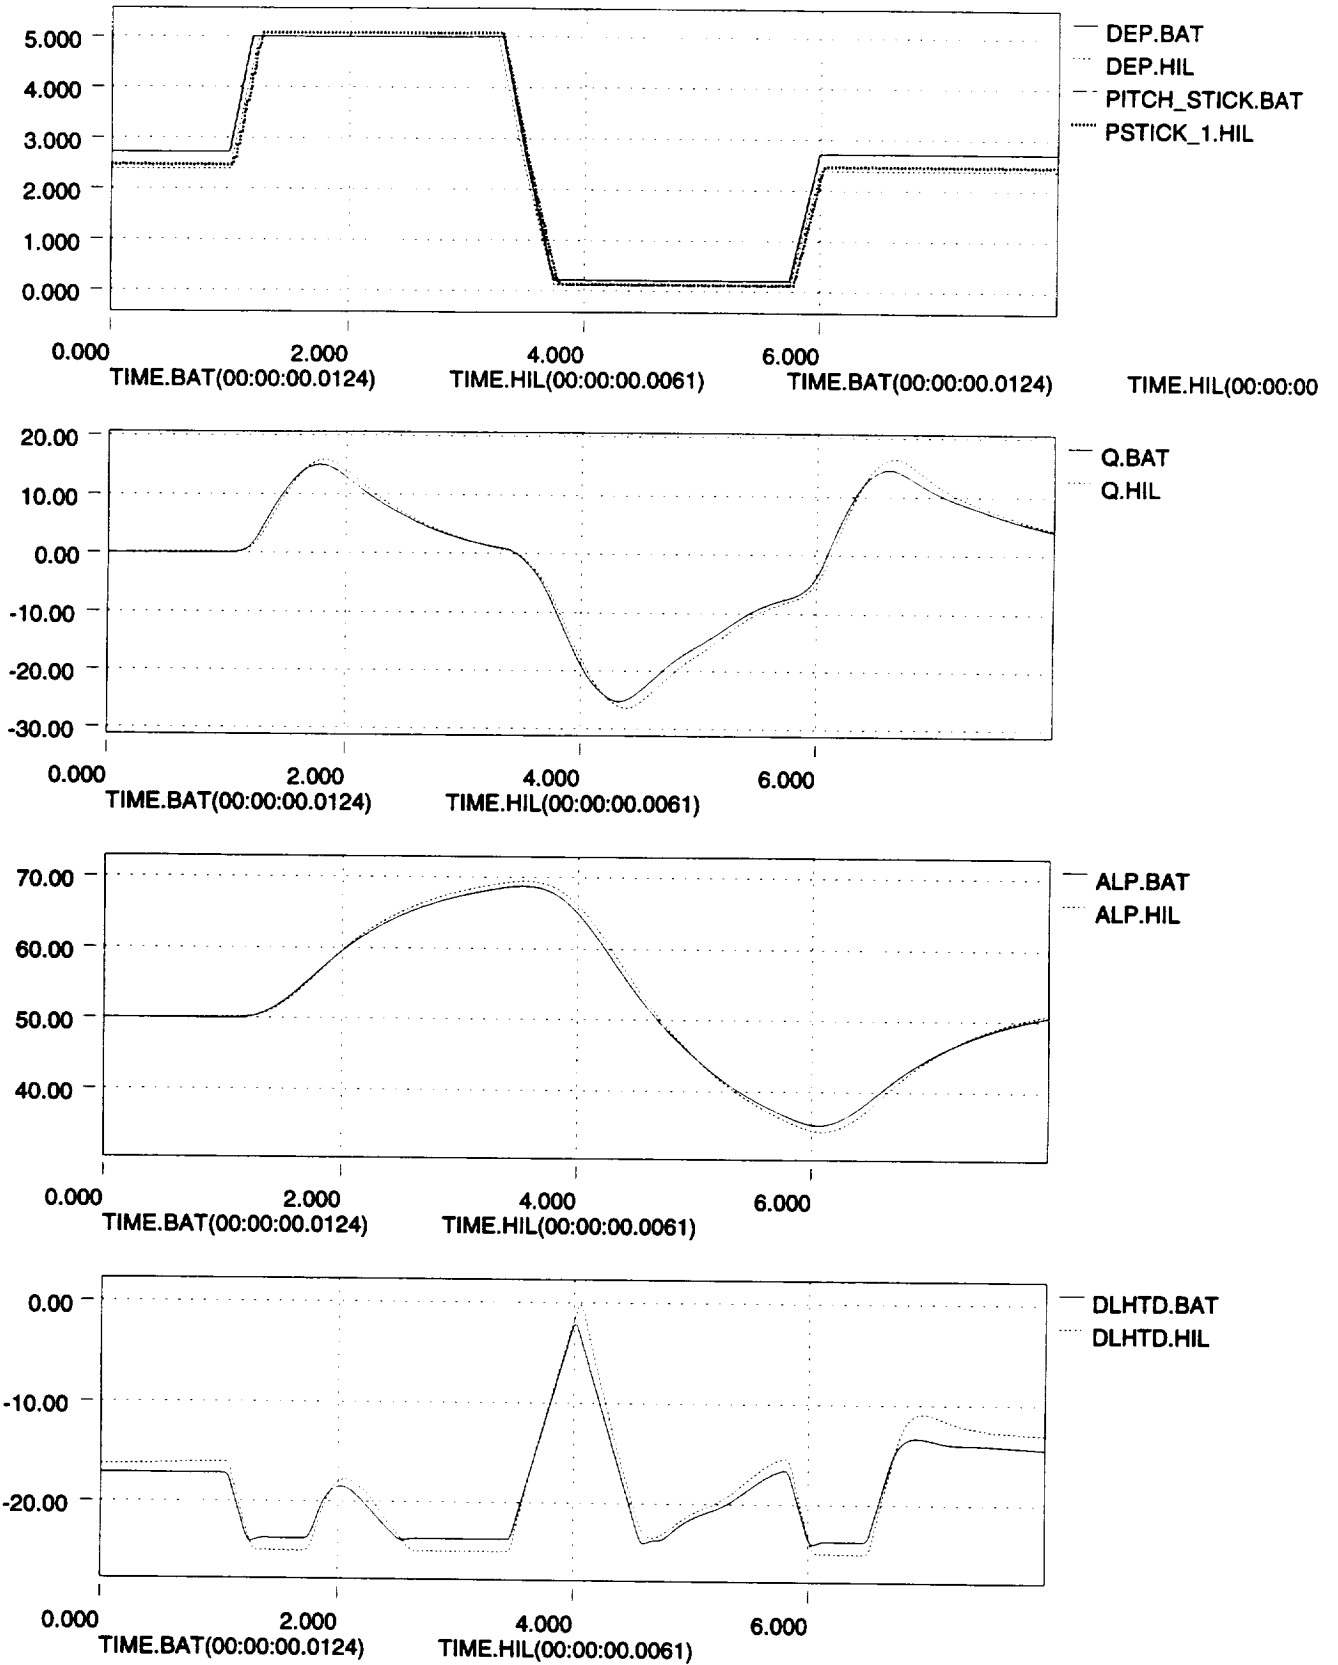 5.000
4.000
3.000
2.000
1.000
0.000
DEP.BAT
DEP.HIL
PITCH_STICK.BAT
PSTICK_1.HIL
0.000 2.000 4.000 6.000
TIME.BAT(00:00:00.0124) TIME.HIL(00:00:00.0061) TIME.BAT(00:00:00.0124) TIME.HIL(00:00:00
20.00
10.00
0.00
-10.00
-20.00
-30.00
Q.BAT
Q.HIL
0.000 2.000 4.000 6.000
TIME.BAT(00:00:00.0124) TIME.HIL(00:00:00.0061)
70.00
60.00
50.00
40.00
ALP.BAT
ALP.HIL
0.000 2.000 4.000 6.000
TIME.BAT(00:00:00.0124) TIME.HIL(00:00:00.0061)
0.00
-10.00
-20.00
DLHTD.BAT
DLHTD.HIL
0.000 2.000 4.000 6.000
TIME.BAT(00:00:00.0124) TIME.HIL(00:00:00.0061)